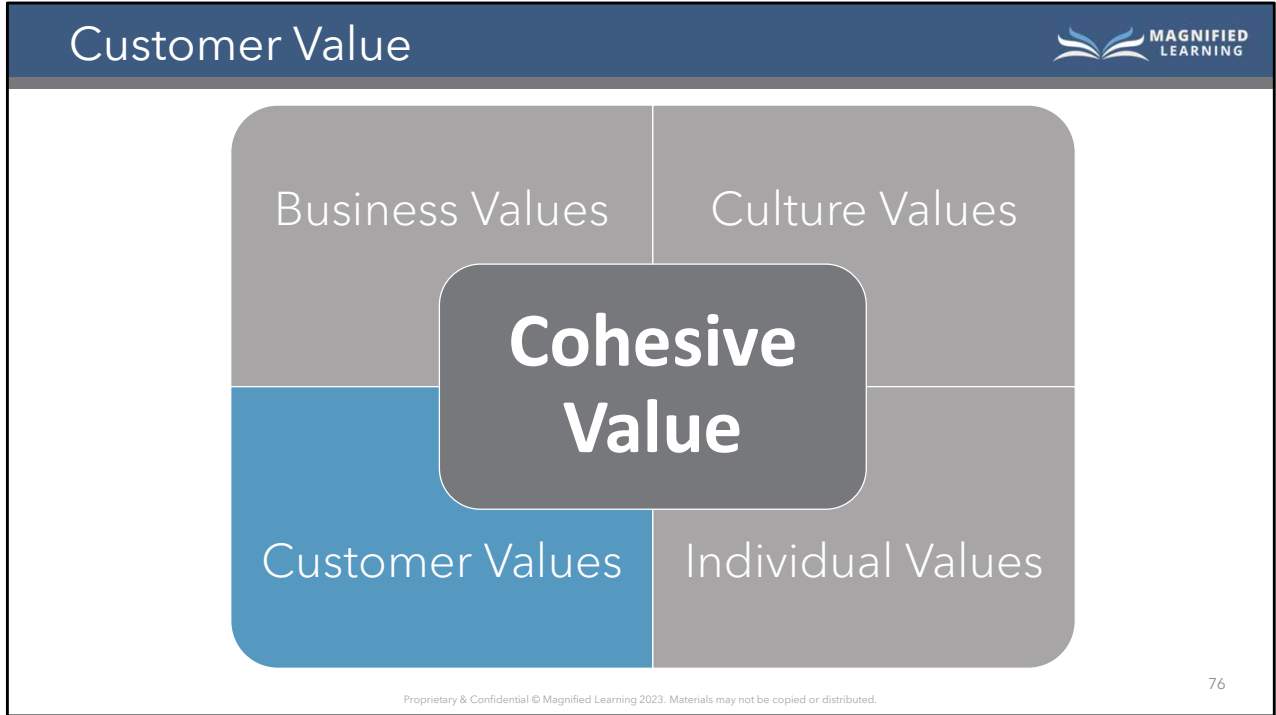 Customer Value
MAGNIFIED
LEARNING
Business Values
Culture Values
Cohesive
Value
Customer Values
Individual Values
76
Proprietary & Confidential © Magnified Learning 2023. Materials may not be copied or distributed.